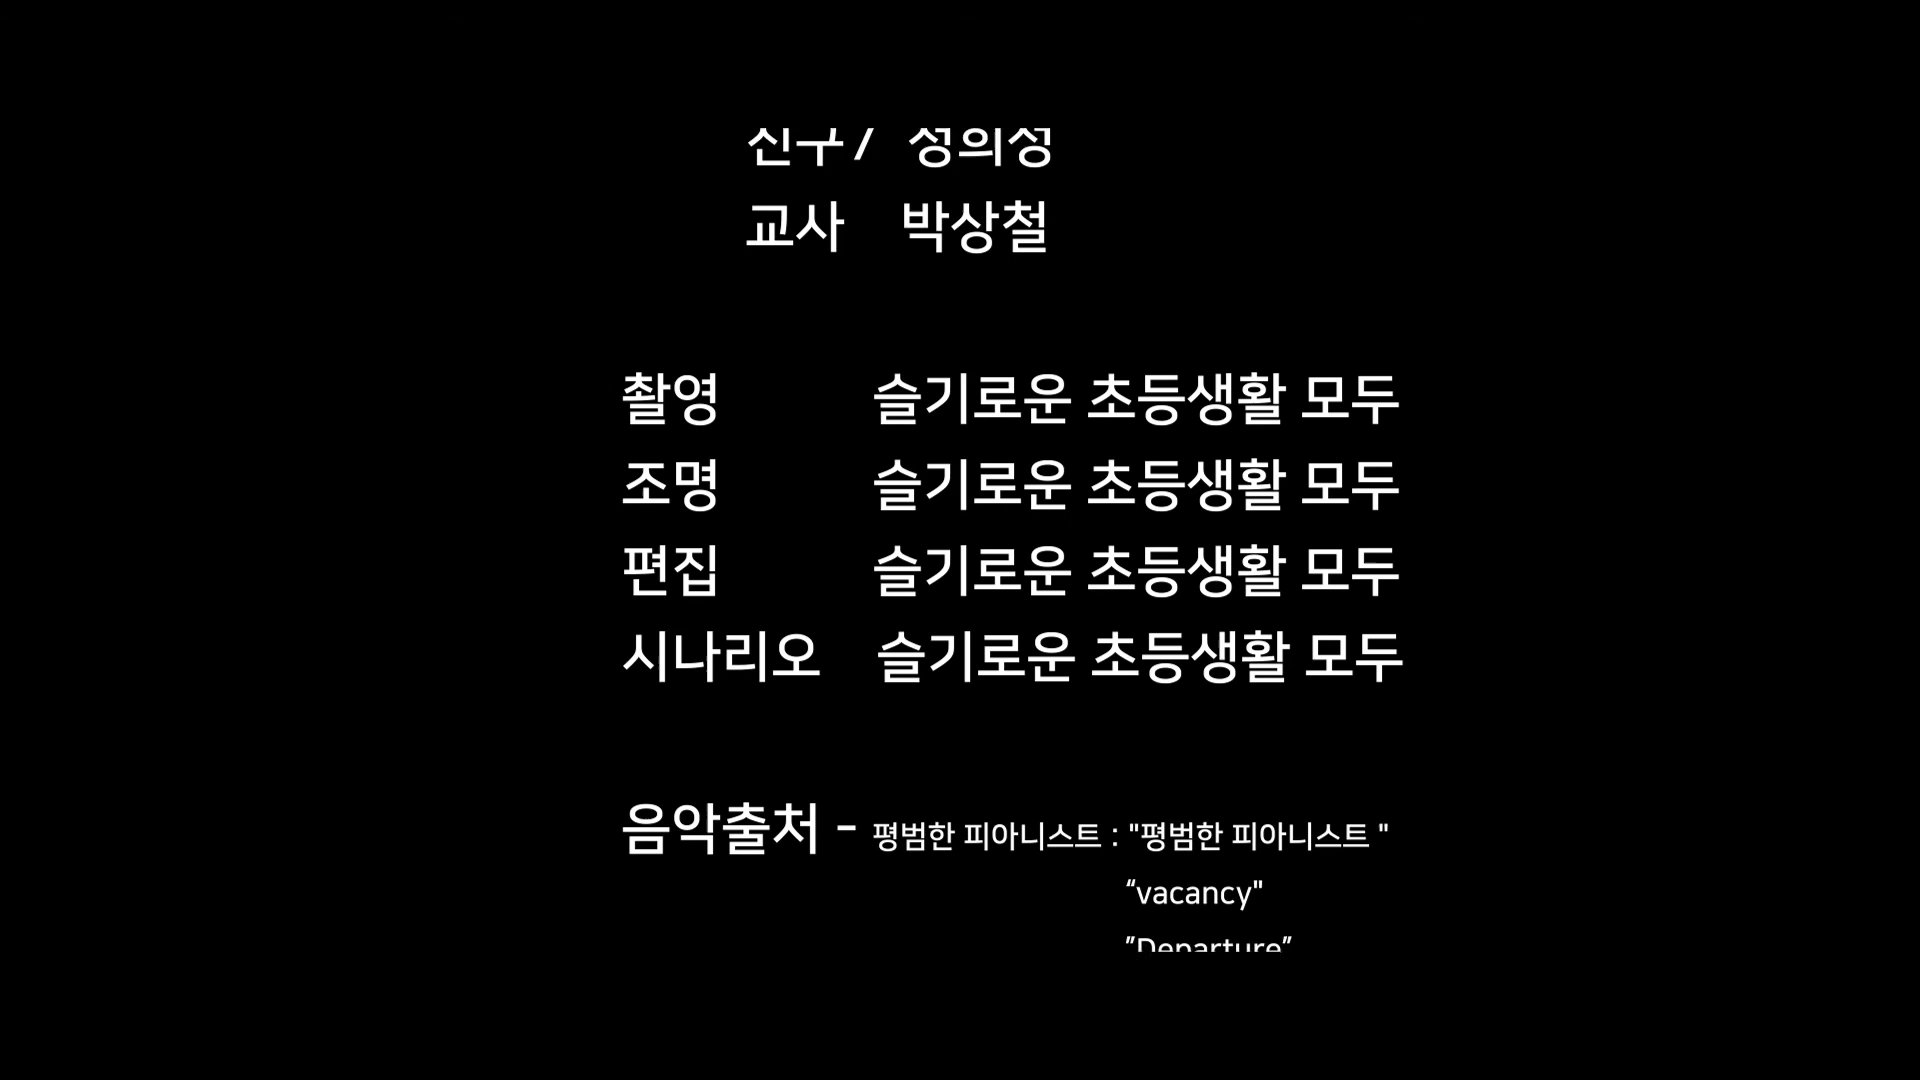 교사 박상철
촬영 슬기로운 초등생활 모두
조명 슬기로운 초등생활 모두
편집 슬기로운 초등생활 모두
시나리오 슬기로운 초등생활 모두
음악출처 - 평범한 피아니스트 : "평범한 피아니스트 "
“vacancy"
”Departure”